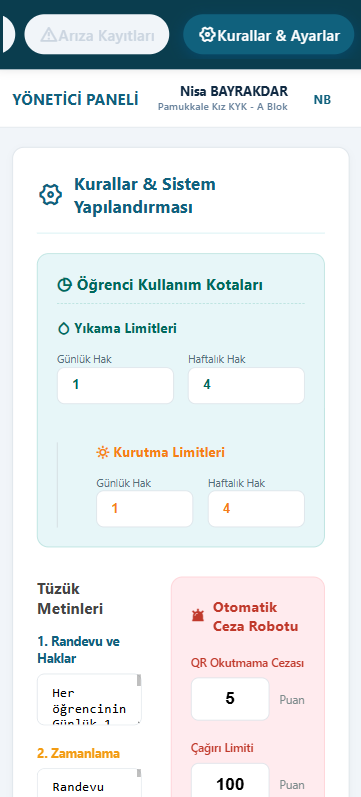 Arıza Kayıtları
Kurallar & Ayarlar
YÖNETİCİ PANELİ
Nisa BAYRAKDAR
Pamukkale Kız KYK - A Blok
NB
Kurallar & Sistem
Yapılandırması
Öğrenci Kullanım Kotaları
Yıkama Limitleri
Günlük Hak
Haftalık Hak
1
4
Kurutma Limitleri
Günlük Hak
Haftalık Hak
1
4
Tüzük
Metinleri
1. Randevu ve
Haklar
Her
öğrencinin
Günlük 1
2. Zamanlama
Randevu
Otomatik
Ceza Robotu
QR Okutmama Cezası
5
Puan
Çağırı Limiti
100
Puan